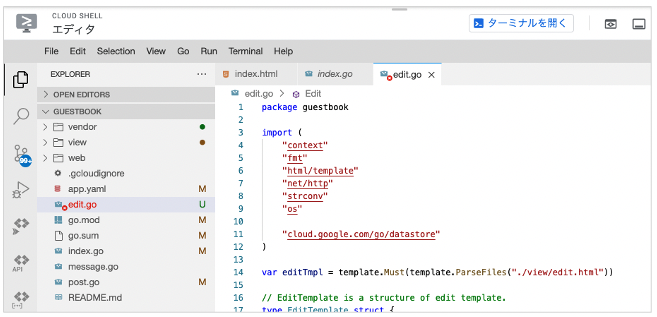 CLOUD SHELL
エディタ
ターミナルを開く
File Edit Selection View Go Run Terminal Help
EXPLORER ...
index.html
index.go
edit.go
OPEN EDITORS
GUESTBOOK
vendor
view
web
.gcloudignore
app.yaml M
edit.go U
go.mod M
go.sum M
index.go M
message.go
post.go M
README.md
99+
API
edit.go > Edit
1 package guestbook
2
3 import (
4 "context"
5 "fmt"
6 "html/template"
7 "net/http"
8 "strconv"
9 "os"
10
11 "cloud.google.com/go/datastore"
12 )
13
14 var editTmpl = template.Must(template.ParseFiles("./view/edit.html"))
15
16 // EditTemplate is a structure of edit template.
17 type EditTemplate struct {